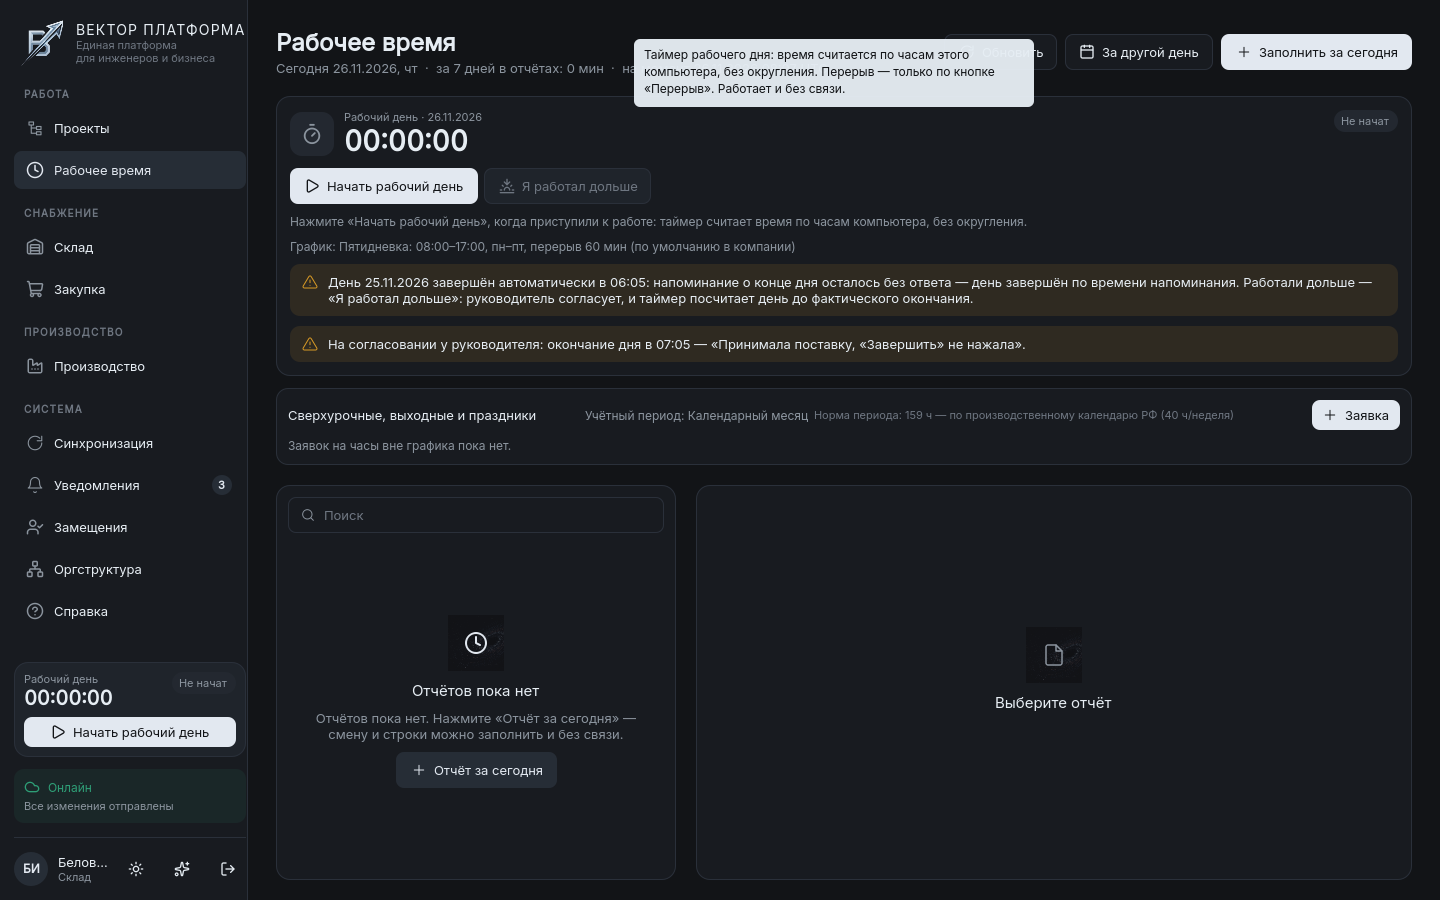 ВЕКТОР ПЛАТФОРМА
Единая платформа
для инженеров и бизнеса
РАБОТА
Проекты
Рабочее время
СНАБЖЕНИЕ
Склад
Закупка
ПРОИЗВОДСТВО
Производство
СИСТЕМА
Синхронизация
Уведомления
3
Замещения
Оргструктура
Справка
Рабочий день
00:00:00
Не начат
Начать рабочий день
Онлайн
Все изменения отправлены
БИ
Белов...
Склад
Рабочее время
Сегодня 26.11.2026, чт · за 7 дней в отчётах: 0 мин ·
Таймер рабочего дня: время считается по часам этого
компьютера, без округления. Перерыв — только по кнопке
«Перерыв». Работает и без связи.
Обновить
За другой день
Заполнить за сегодня
Рабочий день · 26.11.2026
00:00:00
Не начат
Начать рабочий день
Я работал дольше
Нажмите «Начать рабочий день», когда приступили к работе: таймер считает время по часам компьютера, без округления.
График: Пятидневка: 08:00–17:00, пн–пт, перерыв 60 мин (по умолчанию в компании)
День 25.11.2026 завершён автоматически в 06:05: напоминание о конце дня осталось без ответа — день завершён по времени напоминания. Работали дольше —
«Я работал дольше»: руководитель согласует, и таймер посчитает день до фактического окончания.
На согласовании у руководителя: окончание дня в 07:05 — «Принимала поставку, «Завершить» не нажала».
Сверхурочные, выходные и праздники
Учётный период: Календарный месяц
Норма периода: 159 ч — по производственному календарю РФ (40 ч/неделя)
Заявка
Заявок на часы вне графика пока нет.
Поиск
Отчётов пока нет
Отчётов пока нет. Нажмите «Отчёт за сегодня» —
смену и строки можно заполнить и без связи.
Отчёт за сегодня
Выберите отчёт